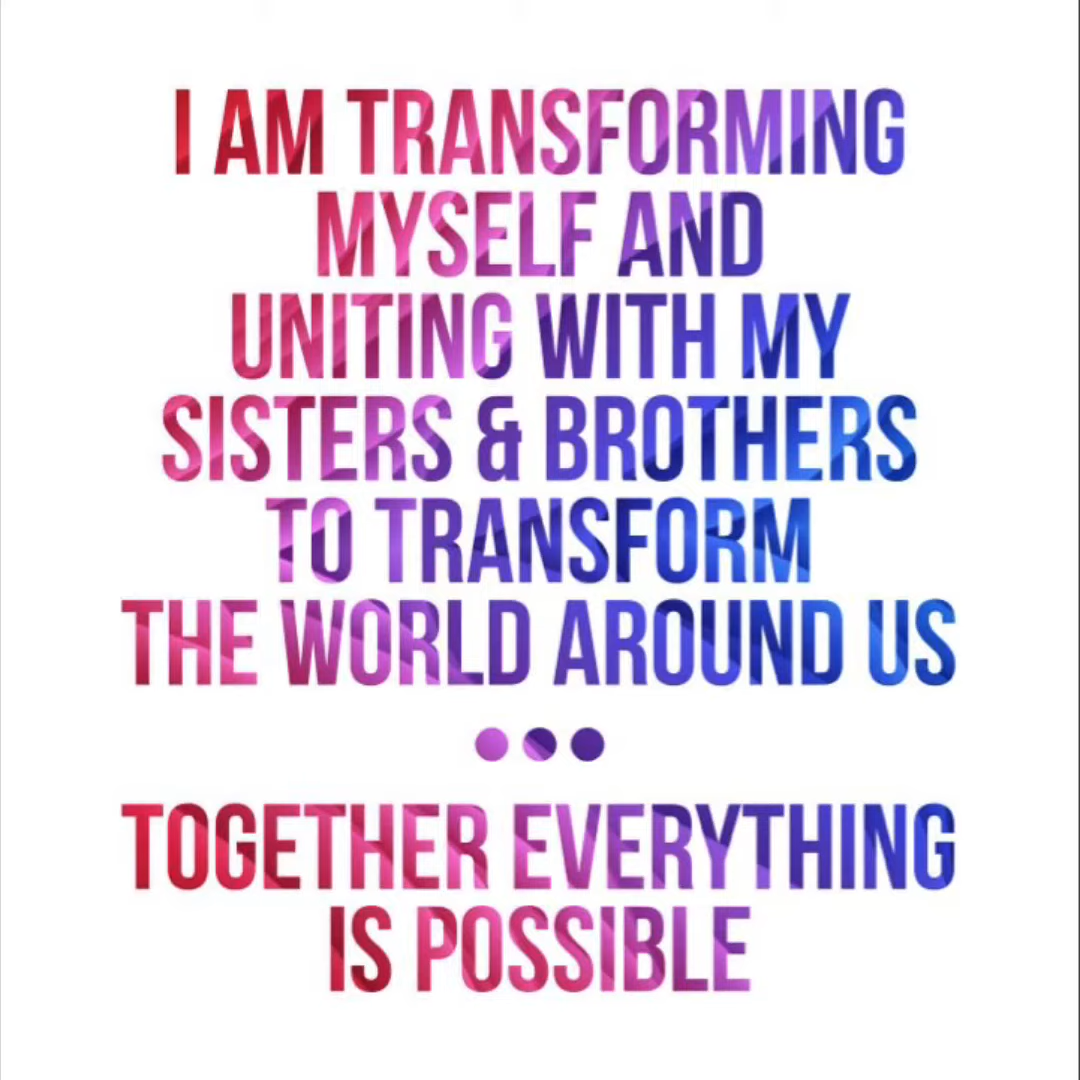 I AM TRANSFORMING
MYSELF AND
UNITING WITH MY
SISTERS & BROTHERS
TO TRANSFORM
THE WORLD AROUND US
•••
TOGETHER EVERYTHING
IS POSSIBLE